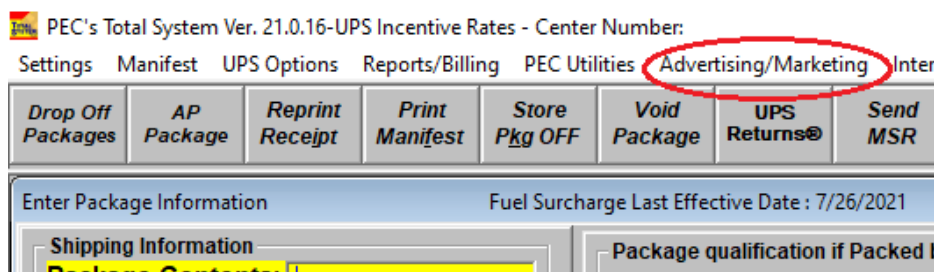 PEC's Total System Ver. 21.0.16-UPS Incentive Rates - Center Number:
Settings Manifest UPS Options Reports/Billing PEC Utilities Advertising/Marketing Inter
Drop Off Packages
AP Package
Reprint Receipt
Print Manifest
Store Pkg OFF
Void Package
UPS Returns®
Send MSR
Enter Package Information Fuel Surcharge Last Effective Date : 7/26/2021
Shipping Information Package qualification if Packed
Package Contents: